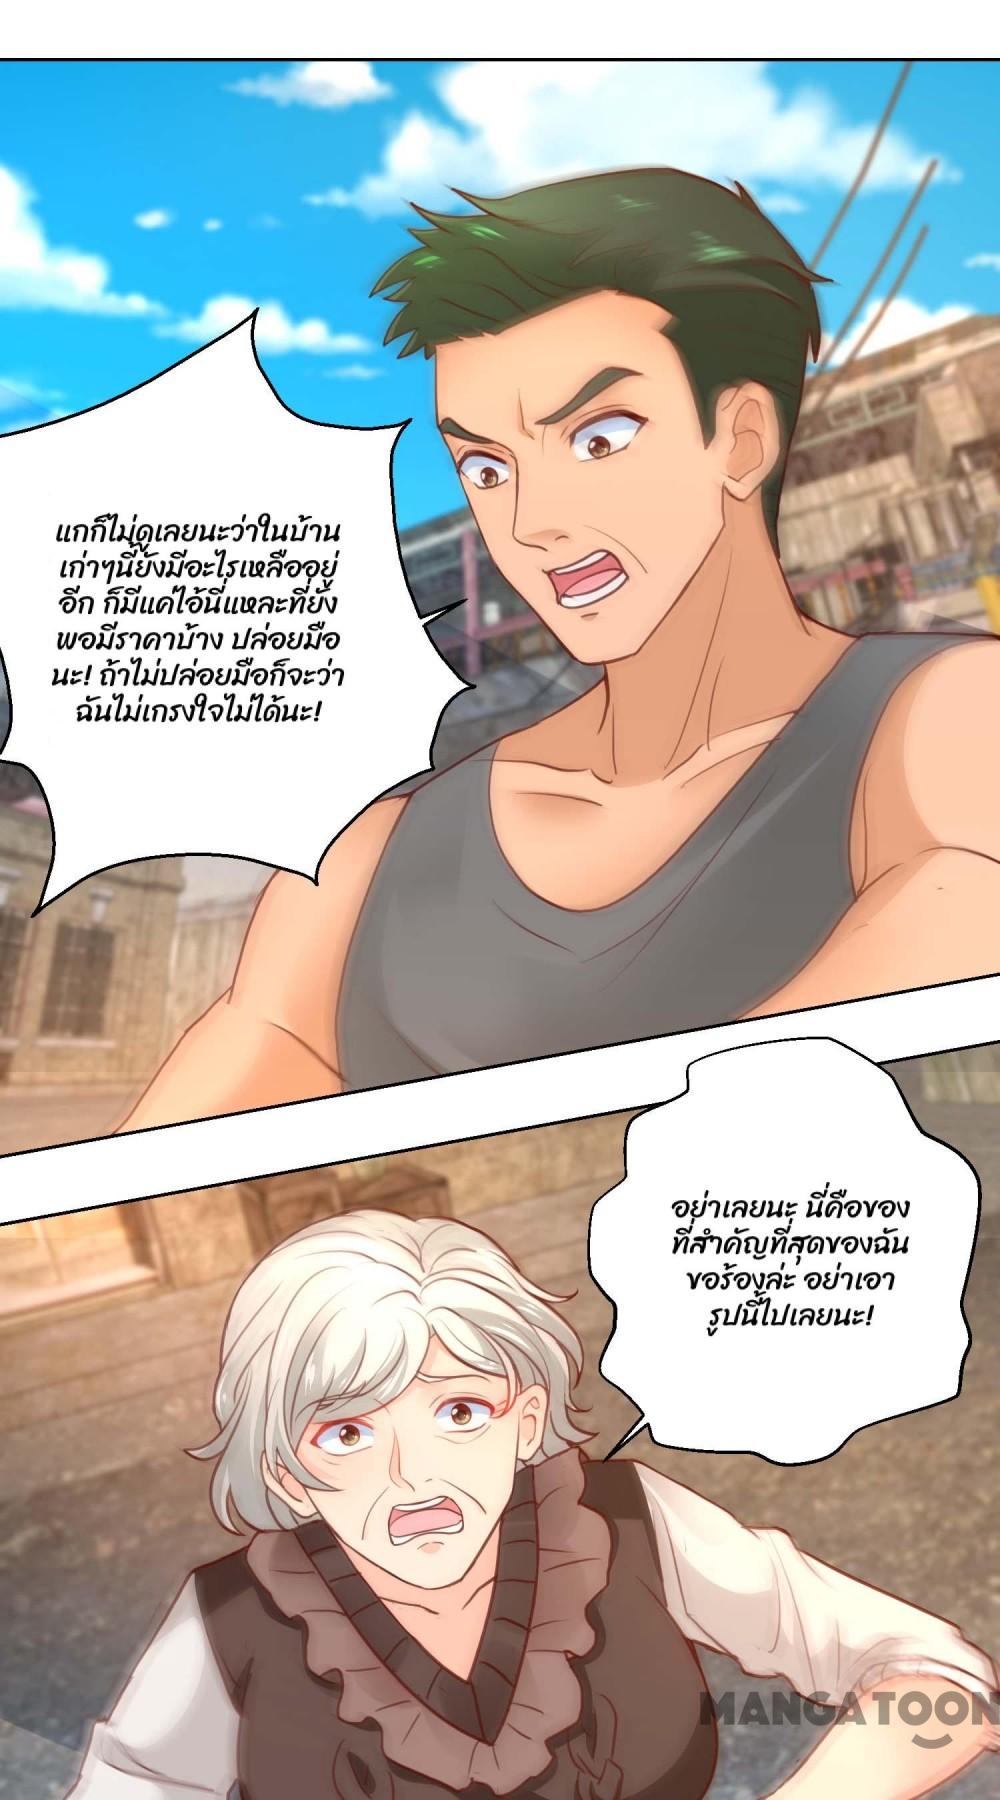 แกก็ไม่ดูเลยนะว่าในบ้าน
เก่าๆนี้ยังมีอะไรเหลืออยู่
อีก ก็มีแค่ไอ้นี่แหละที่ยัง
พอมีราคาบ้าง ปล่อยมือ
นะ! ถ้าไม่ปล่อยมือก็จะว่า
ฉันไม่เกรงใจไม่ได้นะ!
อย่าเลยนะ นี่คือของ
ที่สำคัญที่สุดของฉัน
ขอร้องล่ะ อย่าเอา
รูปนี้ไปเลยนะ!
MANGATOON